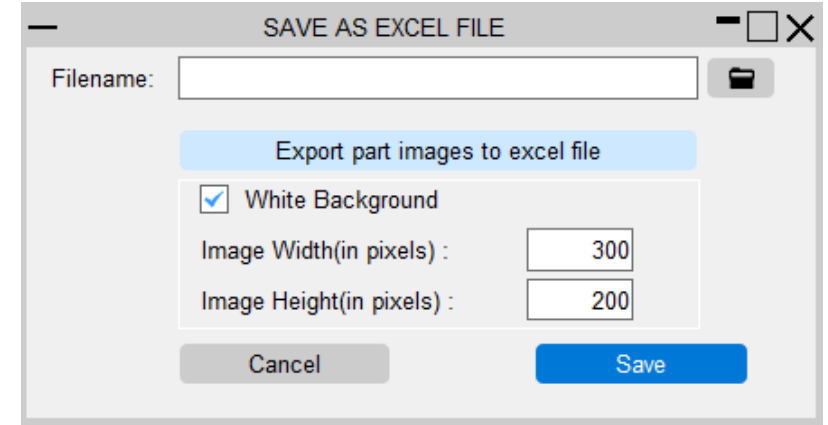 SAVE AS EXCEL FILE
Filename:
Export part images to excel file
White Background
Image Width(in pixels) : 300
Image Height(in pixels) : 200
Cancel Save